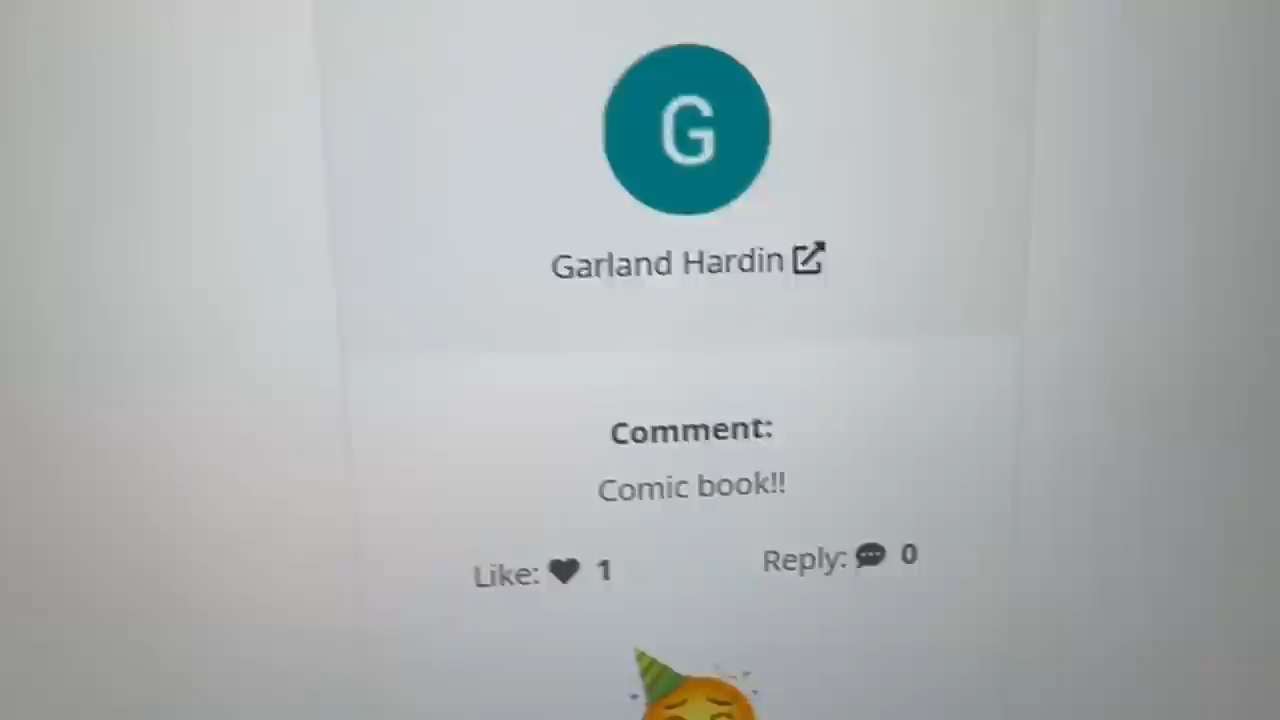 G
Garland Hardin
Comment:
Comic book!!
Like: 1
Reply: 0